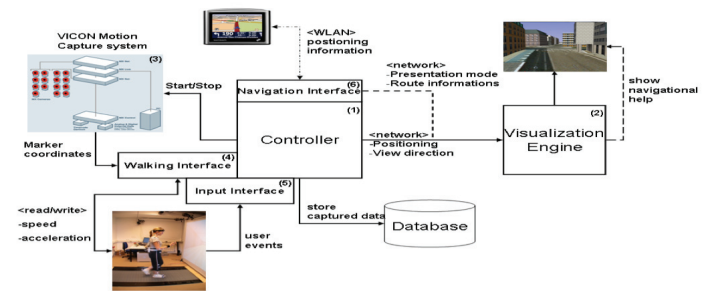 VICON Motion
Capture system
(3)
<WLAN>
postioning
information
Start/Stop
(6)
Navigation Interface
(1)
Controller
<network>
-Presentation mode
-Route informations
<network>
-Positioning
-View direction
(2)
Visualization
Engine
show
navigational
help
Marker
coordinates
(4)
Walking Interface
(5)
Input Interface
<read/write>
-speed
-acceleration
user
events
store
captured data
Database